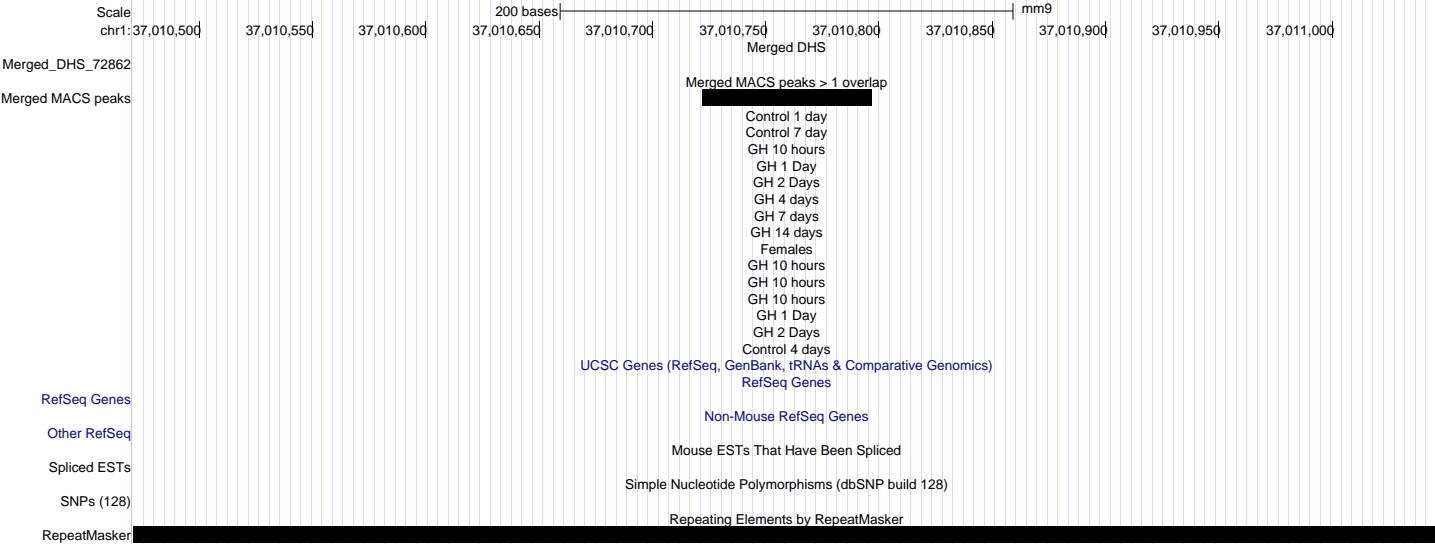 Scale 200 bases mm9
chr1: 37,010,500 37,010,550 37,010,600 37,010,650 37,010,700 37,010,750 37,010,800 37,010,850 37,010,900 37,010,950 37,011,000
Merged DHS
Merged_DHS_72862
Merged MACS peaks > 1 overlap
Merged MACS peaks
Control 1 day
Control 7 day
GH 10 hours
GH 1 Day
GH 2 Days
GH 4 days
GH 7 days
GH 14 days
Females
GH 10 hours
GH 10 hours
GH 10 hours
GH 1 Day
GH 2 Days
Control 4 days
UCSC Genes (RefSeq, GenBank, tRNAs & Comparative Genomics)
RefSeq Genes
RefSeq Genes
Non-Mouse RefSeq Genes
Other RefSeq
Mouse ESTs That Have Been Spliced
Spliced ESTs
Simple Nucleotide Polymorphisms (dbSNP build 128)
SNPs (128)
Repeating Elements by RepeatMasker
RepeatMasker